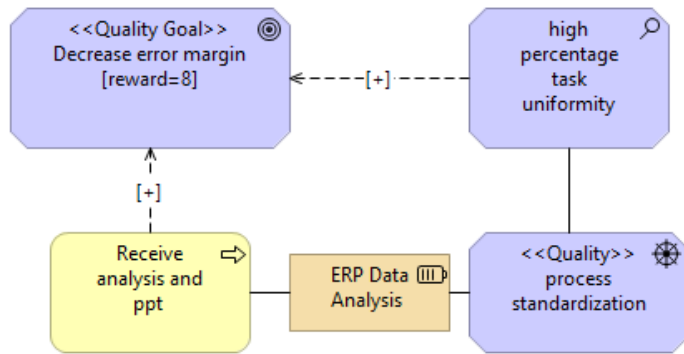 <<Quality Goal>>
Decrease error margin
[reward=8]
high
percentage
task
uniformity
[+]
[+]
Receive
analysis and
ppt
ERP Data
Analysis
<<Quality>>
process
standardization